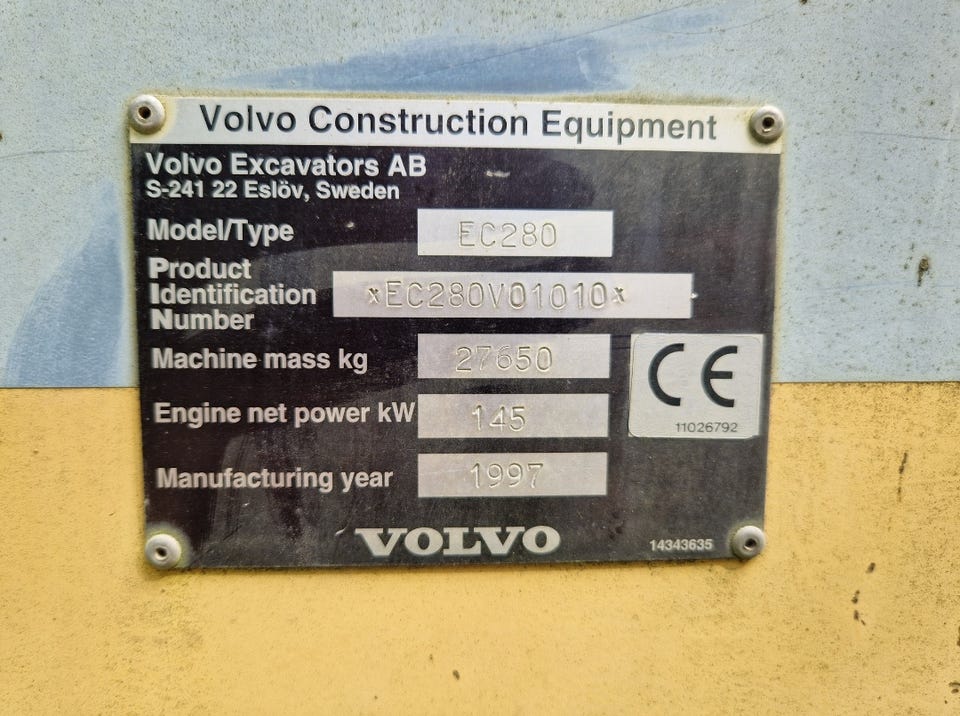 Volvo Construction Equipment
Volvo Excavators AB
S-241 22 Eslöv, Sweden
Model/Type EC280
Product
Identification *EC280V01010*
Number
Machine mass kg 27650
CE
Engine net power kW 145
11026792
Manufacturing year 1997
VOLVO
14343635